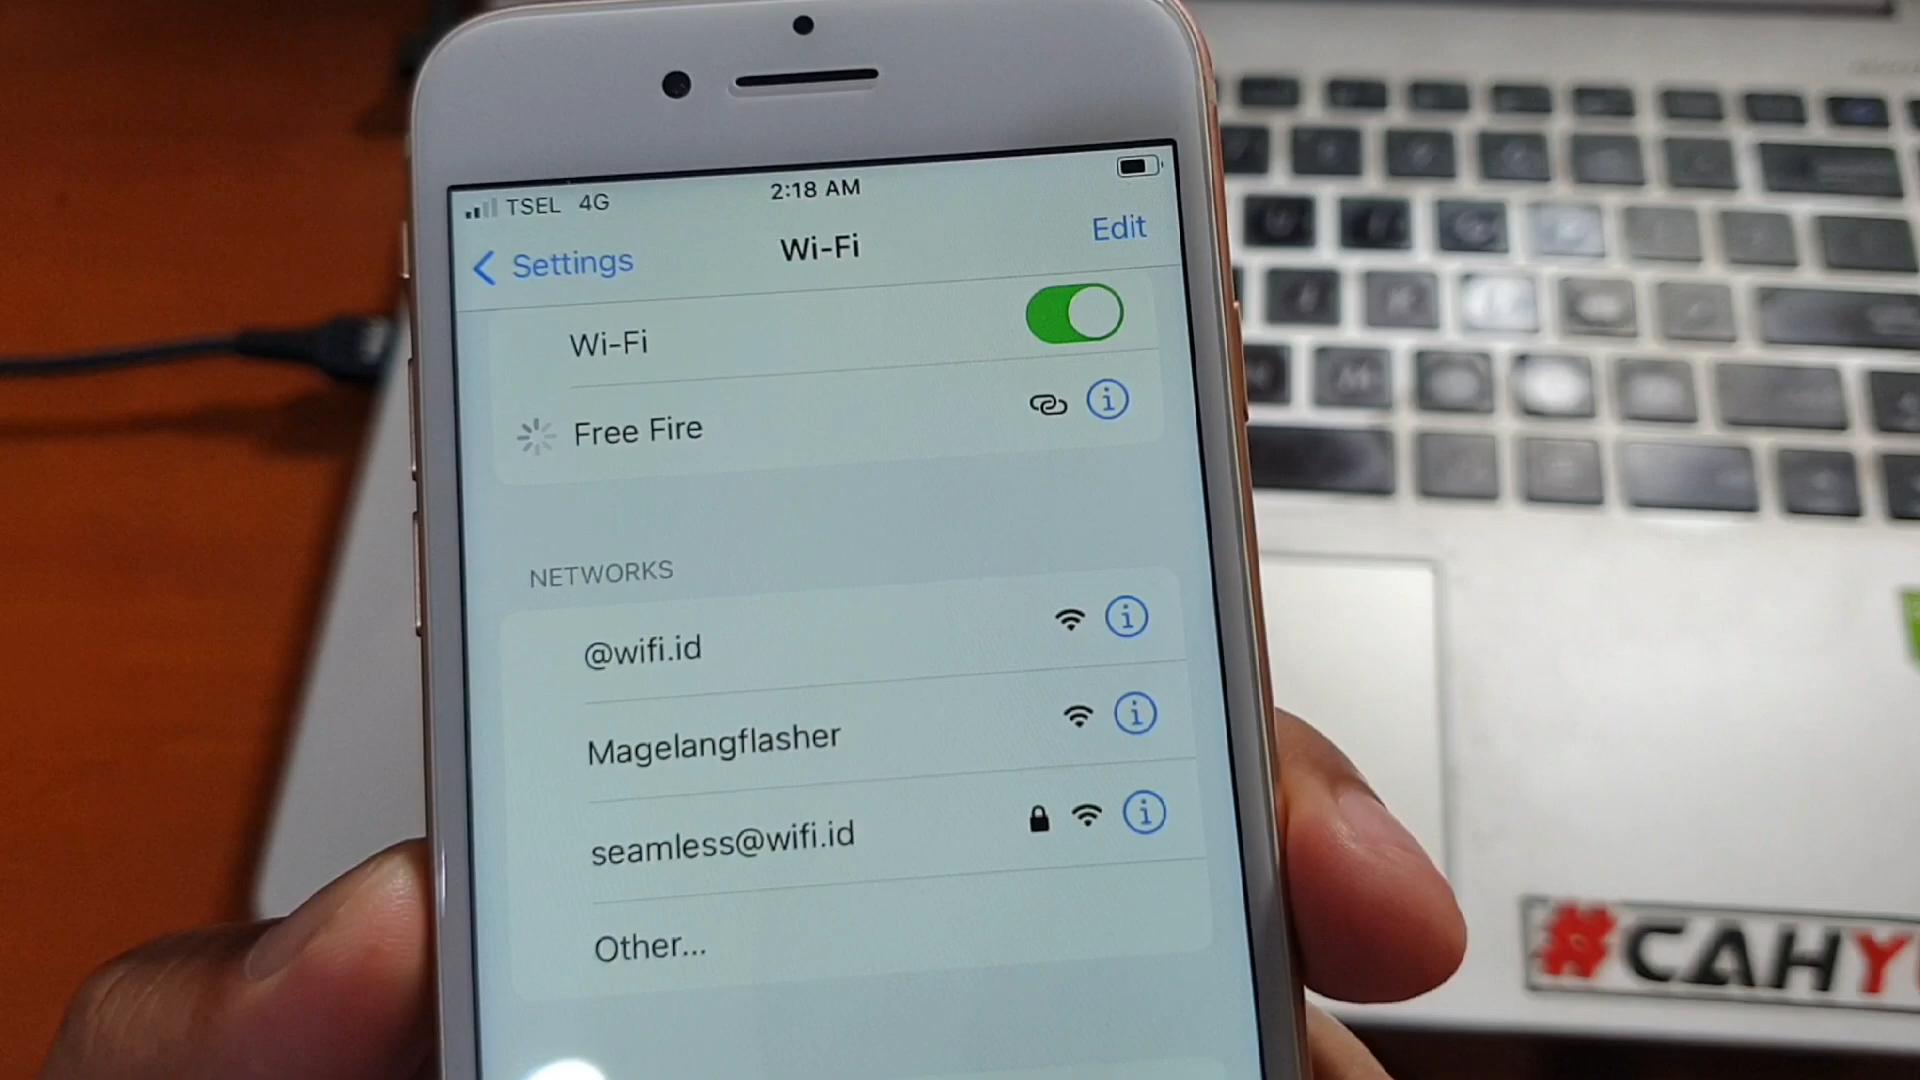 TSEL 4G 2:18 AM
Settings Wi-Fi Edit
Wi-Fi
Free Fire
NETWORKS
@wifi.id
Magelangflasher
seamless@wifi.id
Other...
#CAHY